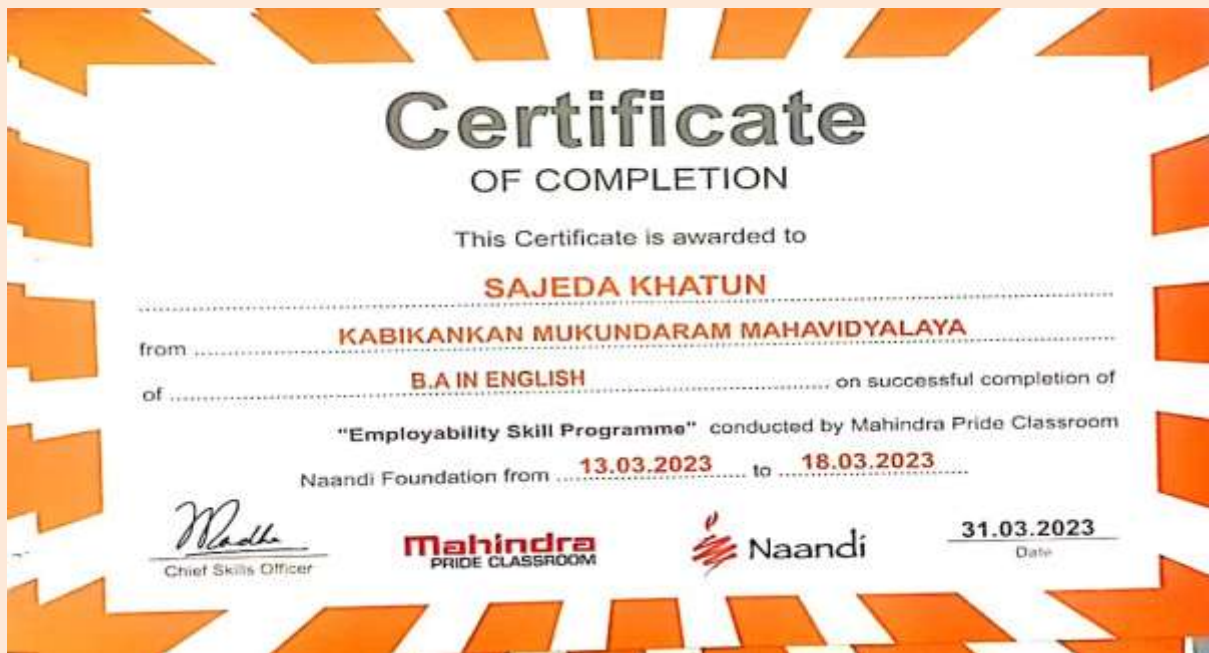 Certificate
OF COMPLETION
This Certificate is awarded to
SAJEDA KHATUN
from KABIKANKAN MUKUNDARAM MAHAVIDYALAYA
of B.A IN ENGLISH on successful completion of
"Employability Skill Programme" conducted by Mahindra Pride Classroom
Naandi Foundation from 13.03.2023 to 18.03.2023
Madhu
Chief Skills Officer
Mahindra
PRIDE CLASSROOM
Naandi
31.03.2023
Date